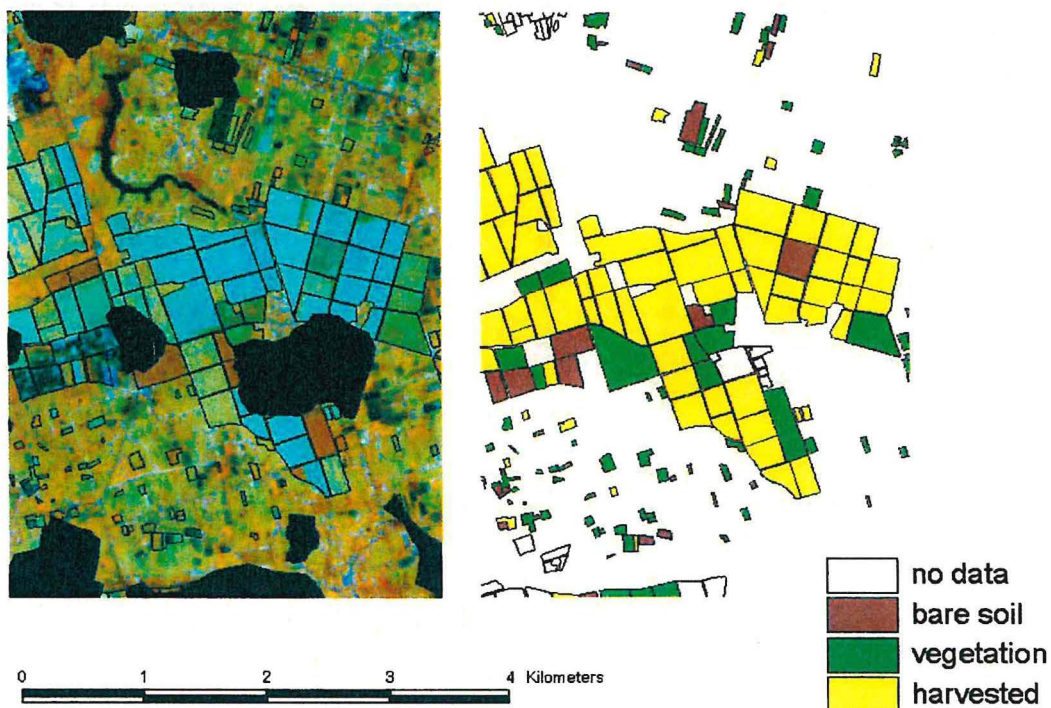 no data
bare soil
vegetation
harvested
0 1 2 3 4 Kilometers